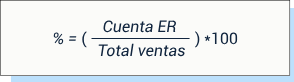 % = ( Cuenta ER / Total ventas ) *100